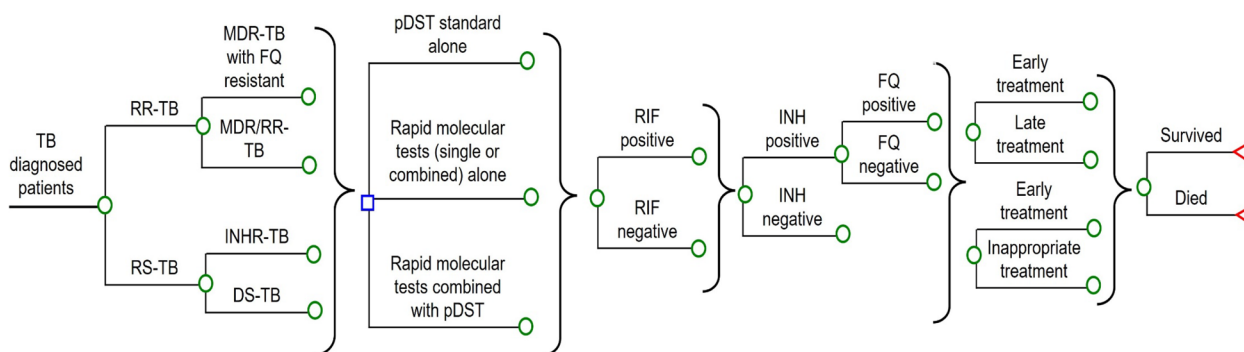 TB
diagnosed
patients
RR-TB
RS-TB
MDR-TB
with FQ
resistant
MDR/RR-
TB
INHR-TB
DS-TB
pDST standard
alone
Rapid molecular
tests (single or
combined) alone
Rapid molecular
tests combined
with pDST
RIF
positive
RIF
negative
INH
positive
INH
negative
FQ
positive
FQ
negative
Early
treatment
Late
treatment
Early
treatment
Inappropriate
treatment
Survived
Died